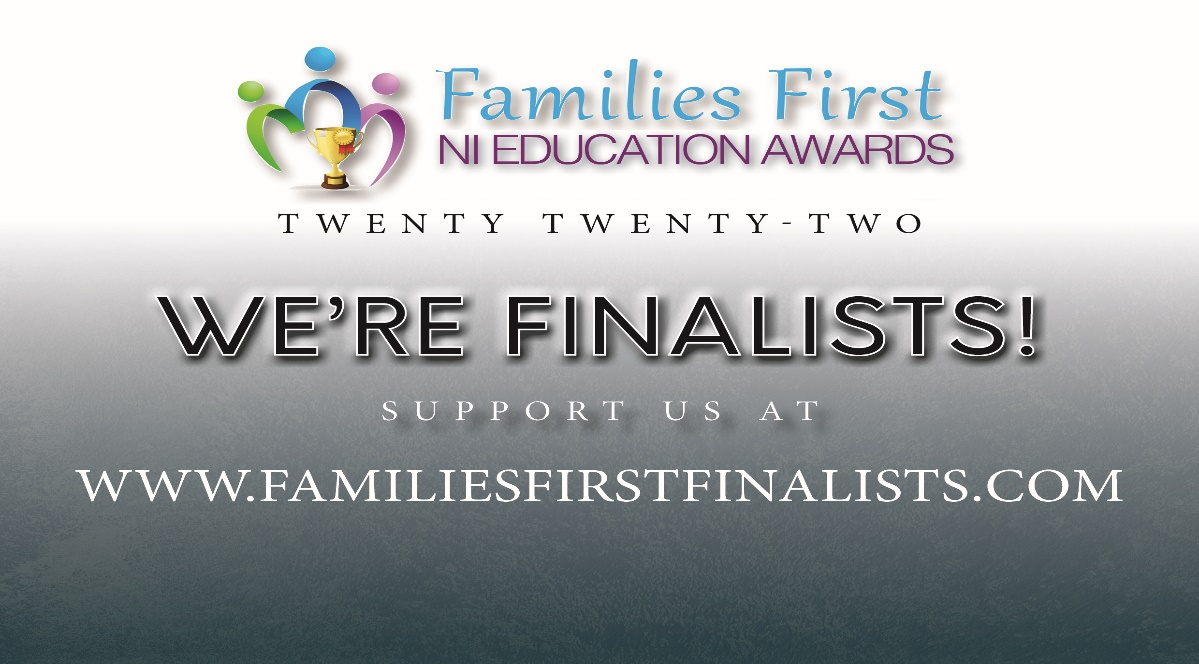 Families First
NI EDUCATION AWARDS
TWENTY TWENTY-TWO
WE'RE FINALISTS!
SUPPORT US AT
WWW.FAMILIESFIRSTFINALISTS.COM